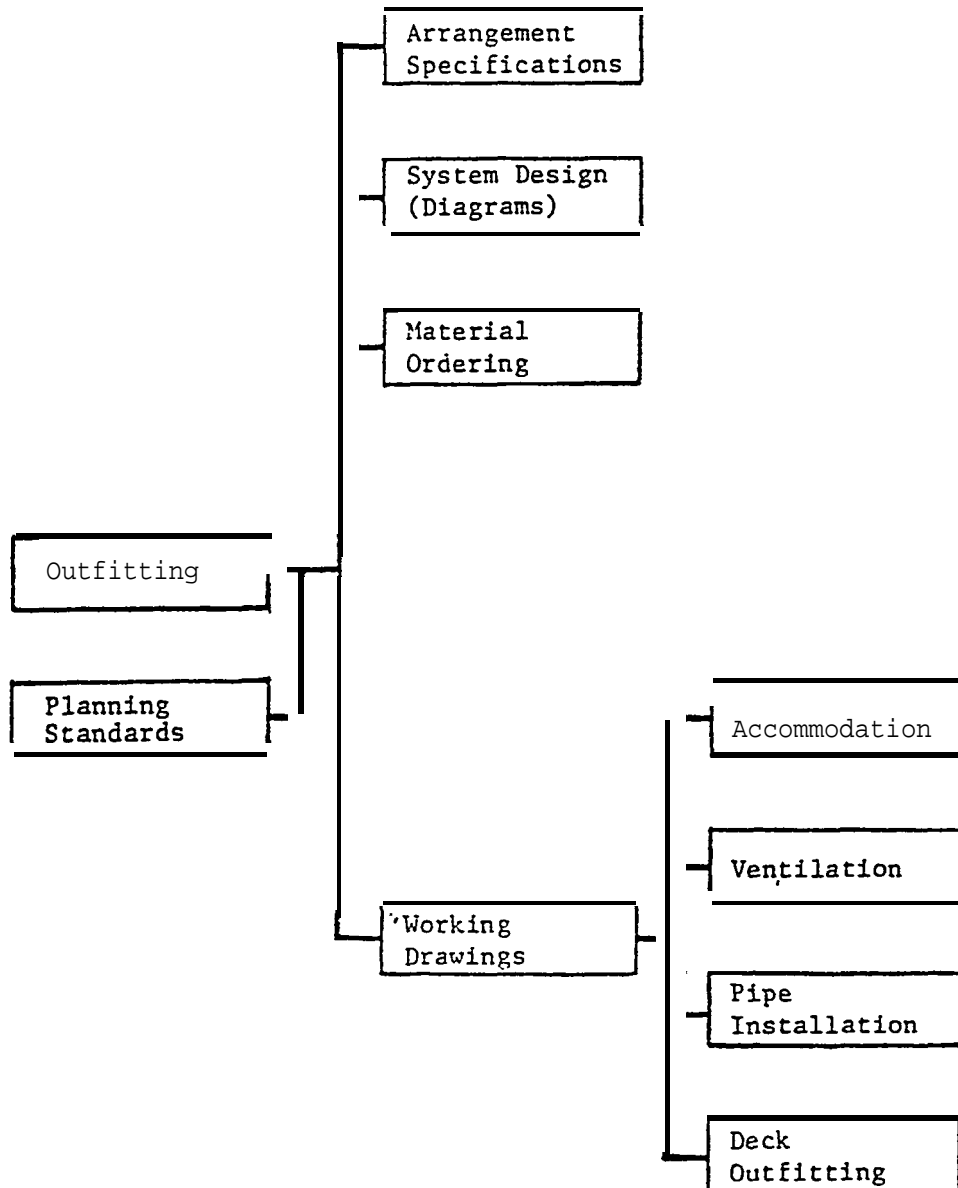 Arrangement
Specifications
System Design
(Diagrams)
Material
Ordering
Outfitting
Planning
Standards
Working
Drawings
Accommodation
Ventilation
Pipe
Installation
Deck
Outfitting